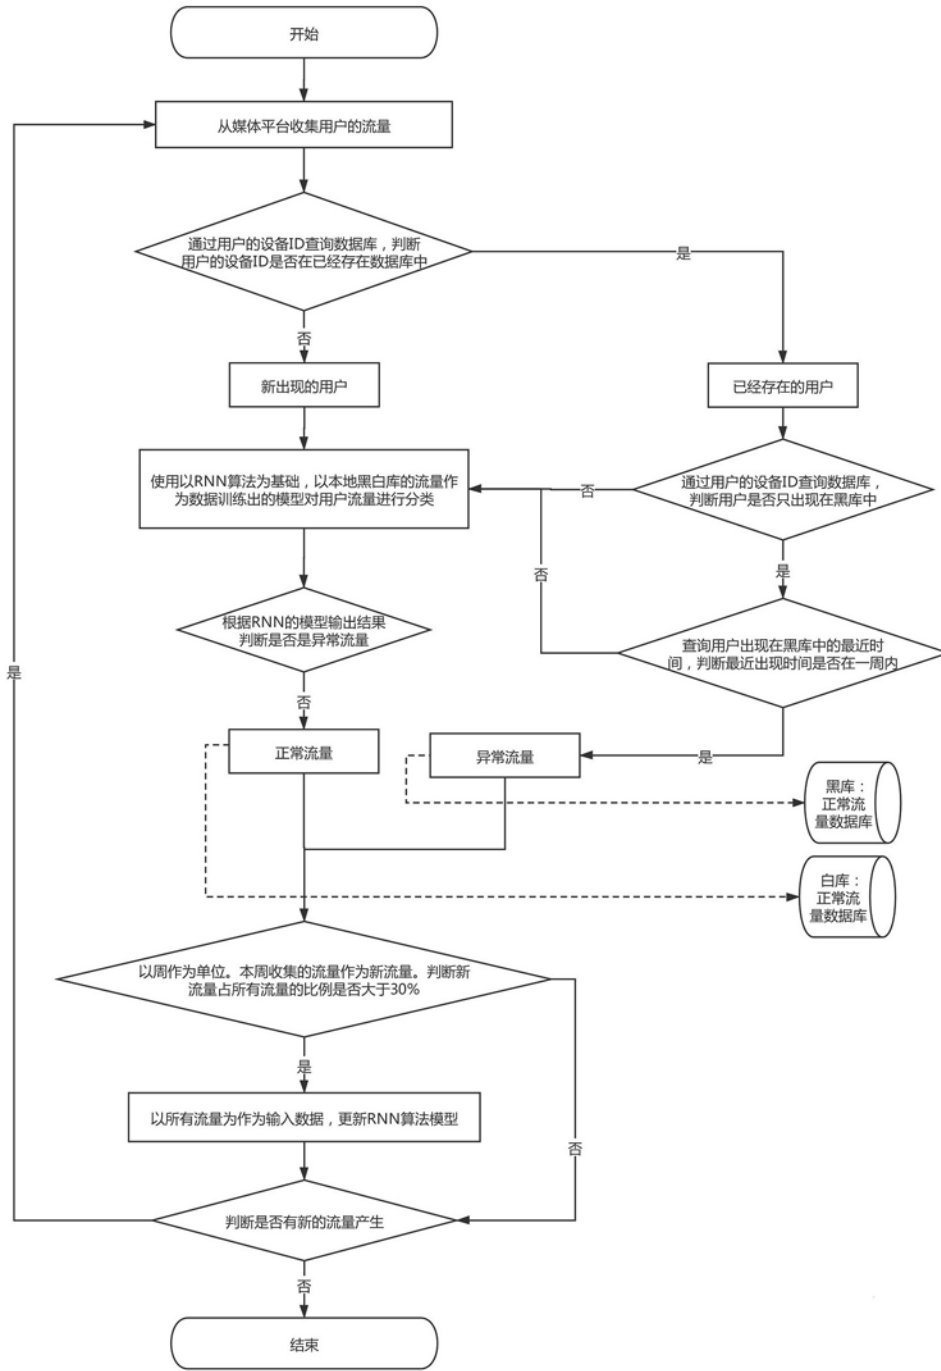 开始
从媒体平台收集用户的流量
通过用户的设备ID查询数据库，判断
用户的设备ID是否在已经存在数据库中
是
否
新出现的用户
已经存在的用户
使用以RNN算法为基础，以本地黑白库的流量作
为数据训练出的模型对用户流量进行分类
否
通过用户的设备ID查询数据库，
判断用户是否只出现在黑库中
否
是
根据RNN的模型输出结果
判断是否是异常流量
查询用户出现在黑库中的最近时
间，判断最近出现时间是否在一周内
是
否
正常流量
异常流量
是
黑库：
正常流
量数据库
白库：
正常流
量数据库
以周作为单位。本周收集的流量作为新流量。判断新
流量占所有流量的比例是否大于30%
是
以所有流量为作为输入数据，更新RNN算法模型
否
判断是否有新的流量产生
否
结束